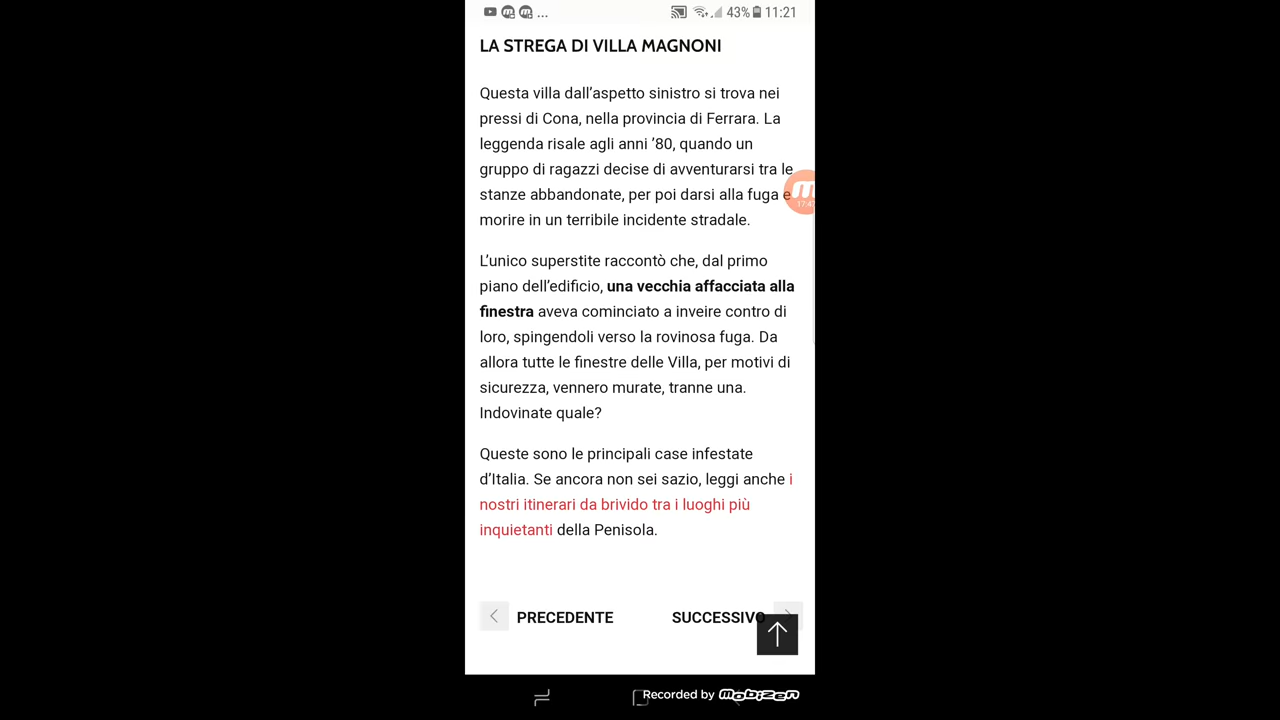 ... 43% 11:21
LA STREGA DI VILLA MAGNONI
Questa villa dall’aspetto sinistro si trova nei
pressi di Cona, nella provincia di Ferrara. La
leggenda risale agli anni ’80, quando un
gruppo di ragazzi decise di avventurarsi tra le
stanze abbandonate, per poi darsi alla fuga e
morire in un terribile incidente stradale.
L’unico superstite raccontò che, dal primo
piano dell’edificio, una vecchia affacciata alla
finestra aveva cominciato a inveire contro di
loro, spingendoli verso la rovinosa fuga. Da
allora tutte le finestre delle Villa, per motivi di
sicurezza, vennero murate, tranne una.
Indovinate quale?
Queste sono le principali case infestate
d’Italia. Se ancora non sei sazio, leggi anche i
nostri itinerari da brivido tra i luoghi più
inquietanti della Penisola.
PRECEDENTE SUCCESSIVO
Recorded by mobizen